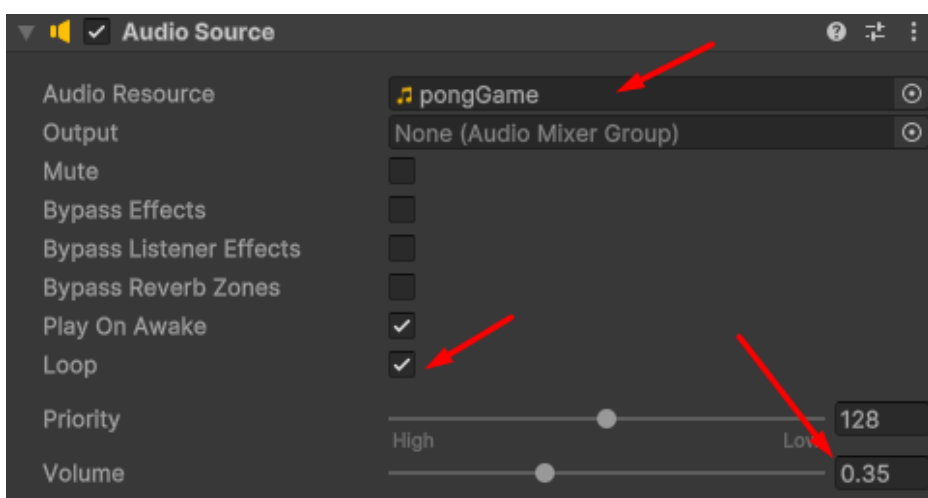 Audio Source
Audio Resource pongGame
Output None (Audio Mixer Group)
Mute
Bypass Effects
Bypass Listener Effects
Bypass Reverb Zones
Play On Awake
Loop
Priority 128
High Low
Volume 0.35